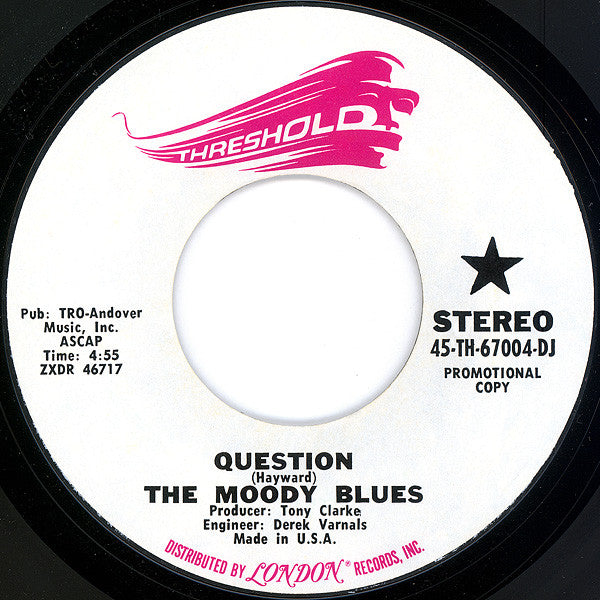 THRESHOLD
Pub: TRO-Andover
Music, Inc.
ASCAP
Time: 4:55
ZXDR 46717
STEREO
45-TH-67004-DJ
PROMOTIONAL
COPY
QUESTION
(Hayward)
THE MOODY BLUES
Producer: Tony Clarke
Engineer: Derek Varnals
Made in U.S.A.
DISTRIBUTED BY LONDON® RECORDS, INC.